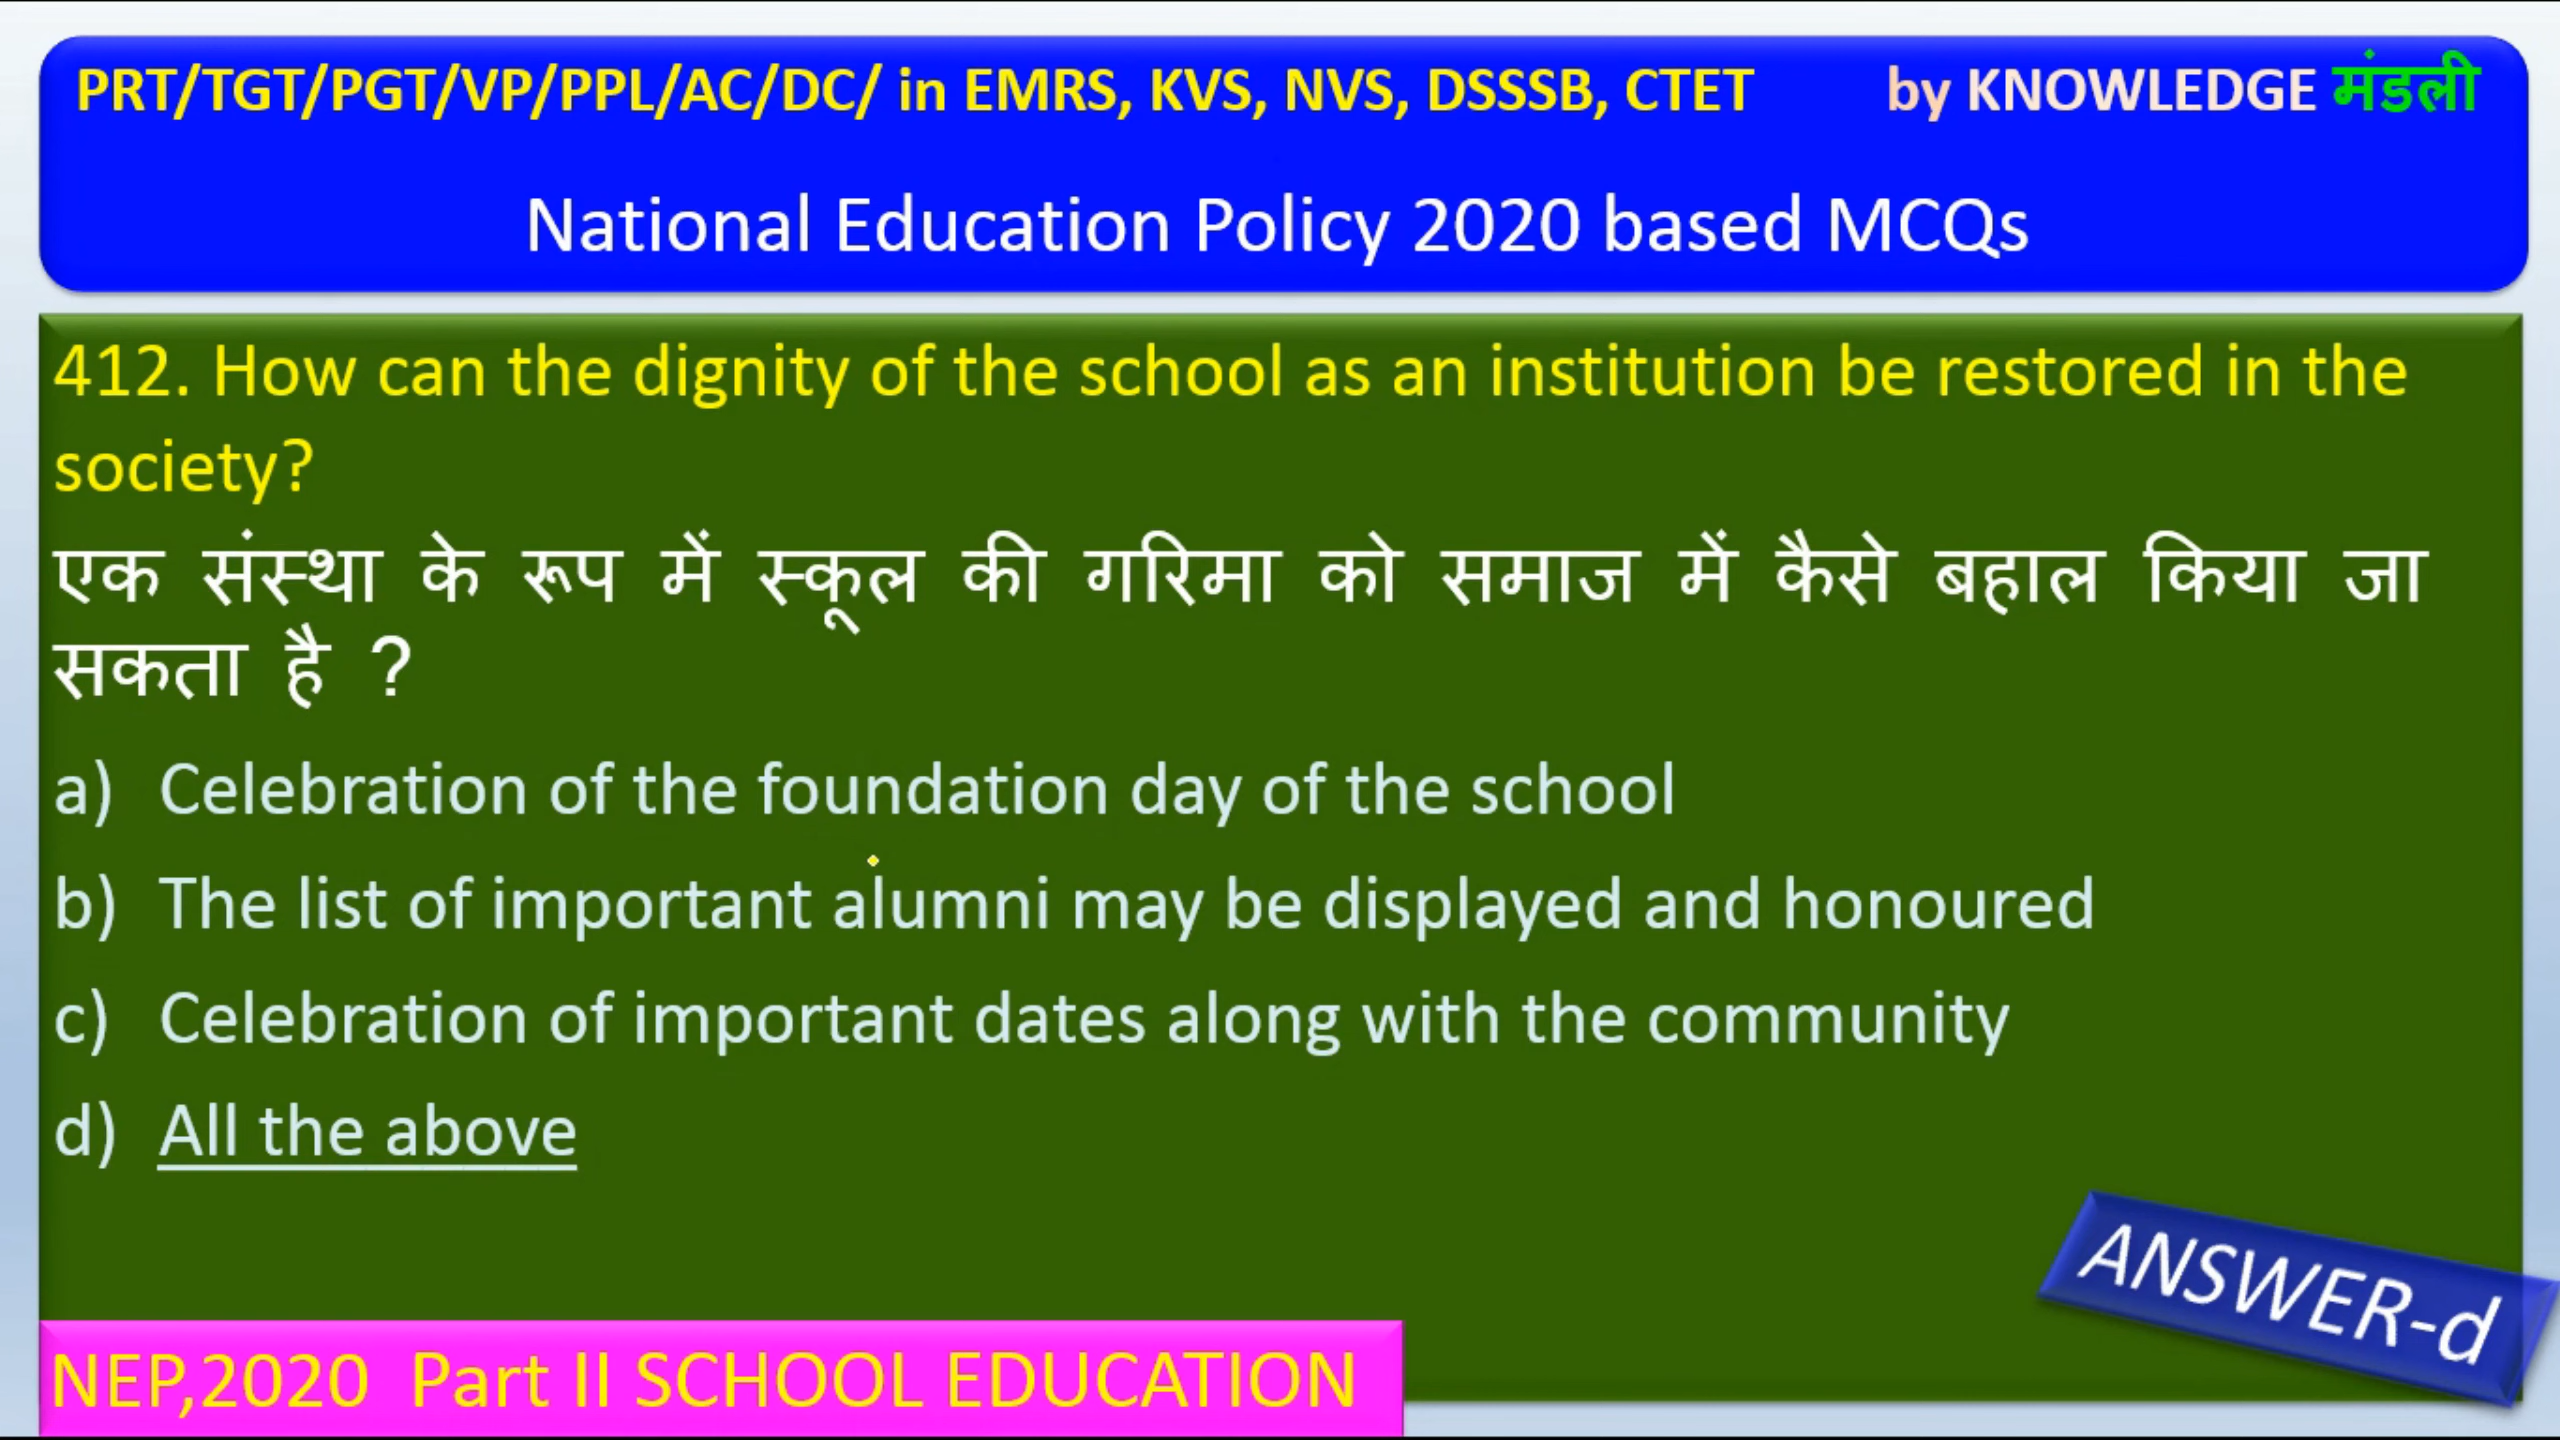 PRT/TGT/PGT/VP/PPL/AC/DC/ in EMRS, KVS, NVS, DSSSB, CTET by KNOWLEDGE मंडली
National Education Policy 2020 based MCQs
412. How can the dignity of the school as an institution be restored in the
society?
एक संस्था के रूप में स्कूल की गरिमा को समाज में कैसे बहाल किया जा
सकता है ?
a) Celebration of the foundation day of the school
b) The list of important alumni may be displayed and honoured
c) Celebration of important dates along with the community
d) All the above
ANSWER-d
NEP,2020 Part II SCHOOL EDUCATION